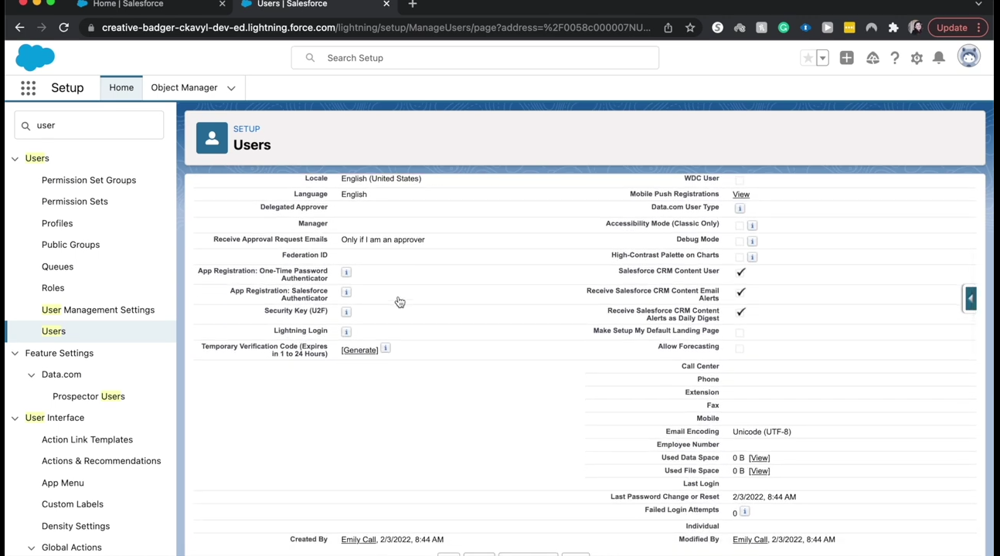 Home | Salesforce
Users | Salesforce
creative-badger-ckavyl-dev-ed.lightning.force.com/lightning/setup/ManageUsers/page?address=%2F0058c000007NU...
Update
Search Setup
Setup
Home
Object Manager
user
Users
Permission Set Groups
Permission Sets
Profiles
Public Groups
Queues
Roles
User Management Settings
Users
Feature Settings
Data.com
Prospector Users
User Interface
Action Link Templates
Actions & Recommendations
App Menu
Custom Labels
Density Settings
Global Actions
SETUP
Users
Locale English (United States)
Language English
Delegated Approver
Manager
Receive Approval Request Emails Only if I am an approver
Federation ID
App Registration: One-Time Password
Authenticator
App Registration: Salesforce
Authenticator
Security Key (U2F)
Lightning Login
Temporary Verification Code (Expires
in 1 to 24 Hours) [Generate]
WDC User
Mobile Push Registrations View
Data.com User Type
Accessibility Mode (Classic Only)
Debug Mode
High-Contrast Palette on Charts
Salesforce CRM Content User
Receive Salesforce CRM Content Email
Alerts
Receive Salesforce CRM Content
Alerts as Daily Digest
Make Setup My Default Landing Page
Allow Forecasting
Call Center
Phone
Extension
Fax
Mobile
Email Encoding Unicode (UTF-8)
Employee Number
Used Data Space 0 B [View]
Used File Space 0 B [View]
Last Login
Last Password Change or Reset 2/3/2022, 8:44 AM
Failed Login Attempts 0
Individual
Created By Emily Call, 2/3/2022, 8:44 AM
Modified By Emily Call, 2/3/2022, 8:44 AM